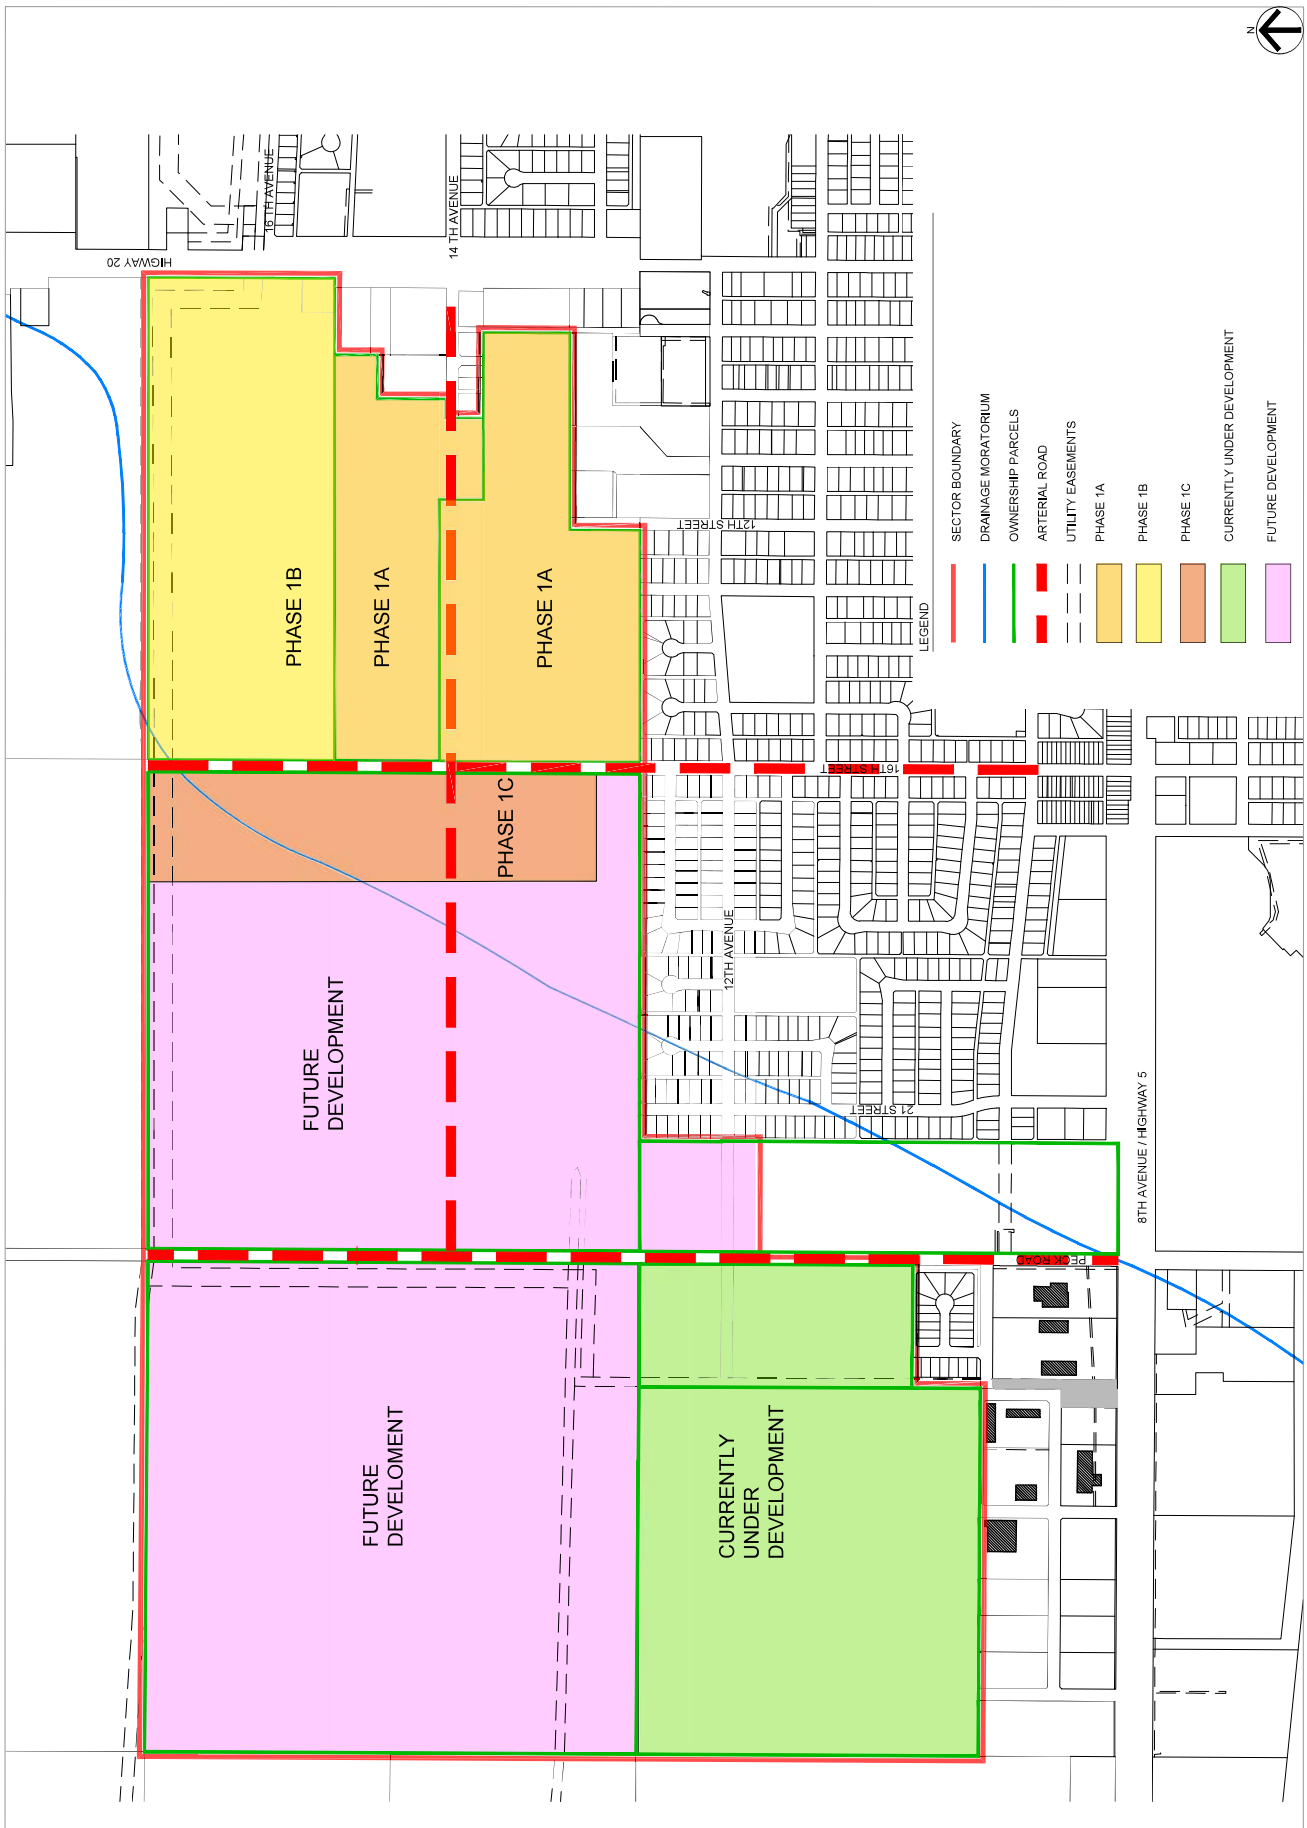 N
HIGWAY 20
16 TH AVENUE
14 TH AVENUE
PHASE 1B
PHASE 1A
PHASE 1A
PHASE 1C
12TH STREET
16TH STREET
12TH AVENUE
21 STREET
FUTURE
DEVELOPMENT
8TH AVENUE / HIGHWAY 5
PECK ROAD
FUTURE
DEVELOMENT
CURRENTLY
UNDER
DEVELOPMENT
LEGEND
SECTOR BOUNDARY
DRAINAGE MORATORIUM
OWNERSHIP PARCELS
ARTERIAL ROAD
UTILITY EASEMENTS
PHASE 1A
PHASE 1B
PHASE 1C
CURRENTLY UNDER DEVELOPMENT
FUTURE DEVELOPMENT